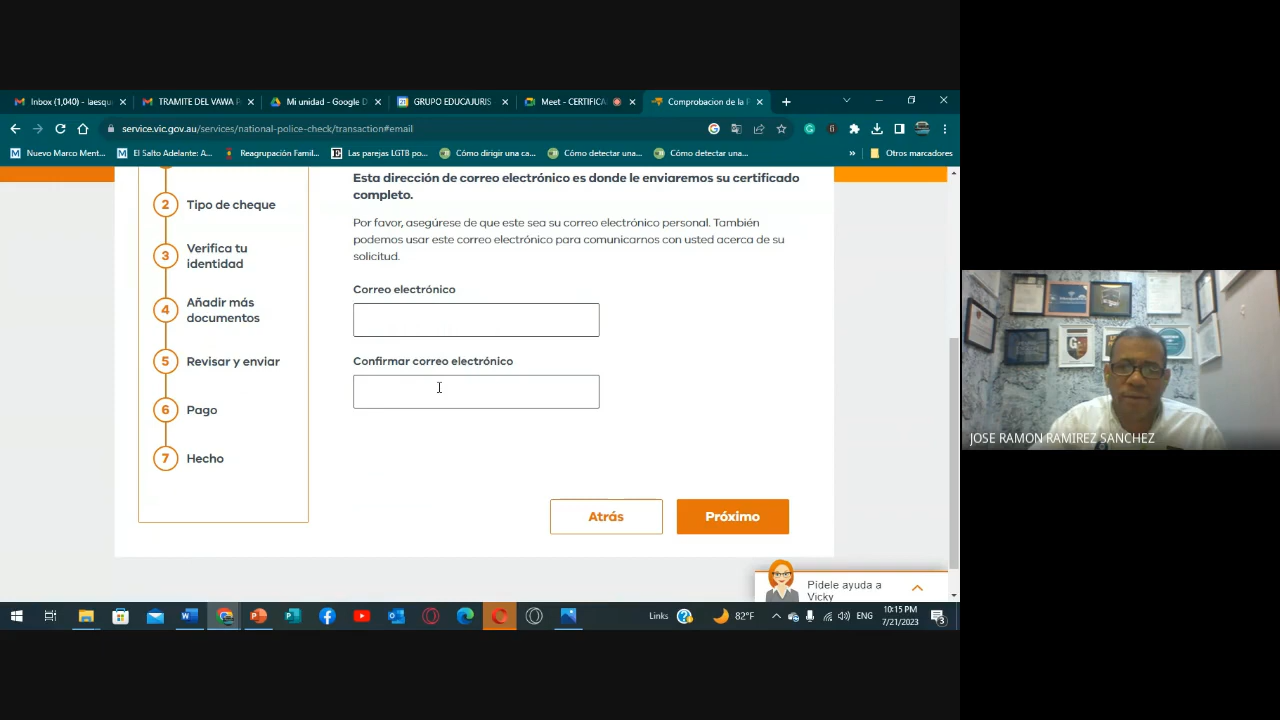 Inbox (1,040) - laesqu
TRAMITE DEL VAWA P
Mi unidad - Google D
GRUPO EDUCAJURIS
Meet - CERTIFICA
Comprobacion de la P
service.vic.gov.au/services/national-police-check/transaction#email
Nuevo Marco Ment...
El Salto Adelante: A...
Reagrupación Famil...
Las parejas LGTB po...
Cómo dirigir una ca...
Cómo detectar una...
Cómo detectar una...
»
Otros marcadores
2 Tipo de cheque
3 Verifica tu
identidad
4 Añadir más
documentos
5 Revisar y enviar
6 Pago
7 Hecho
Esta dirección de correo electrónico es donde le enviaremos su certificado
completo.
Por favor, asegúrese de que este sea su correo electrónico personal. También
podemos usar este correo electrónico para comunicarnos con usted acerca de su
solicitud.
Correo electrónico
Confirmar correo electrónico
Atrás
Próximo
Pídele ayuda a
Vicky
JOSE RAMON RAMIREZ SANCHEZ
Links
82°F
ENG
10:15 PM
7/21/2023
3